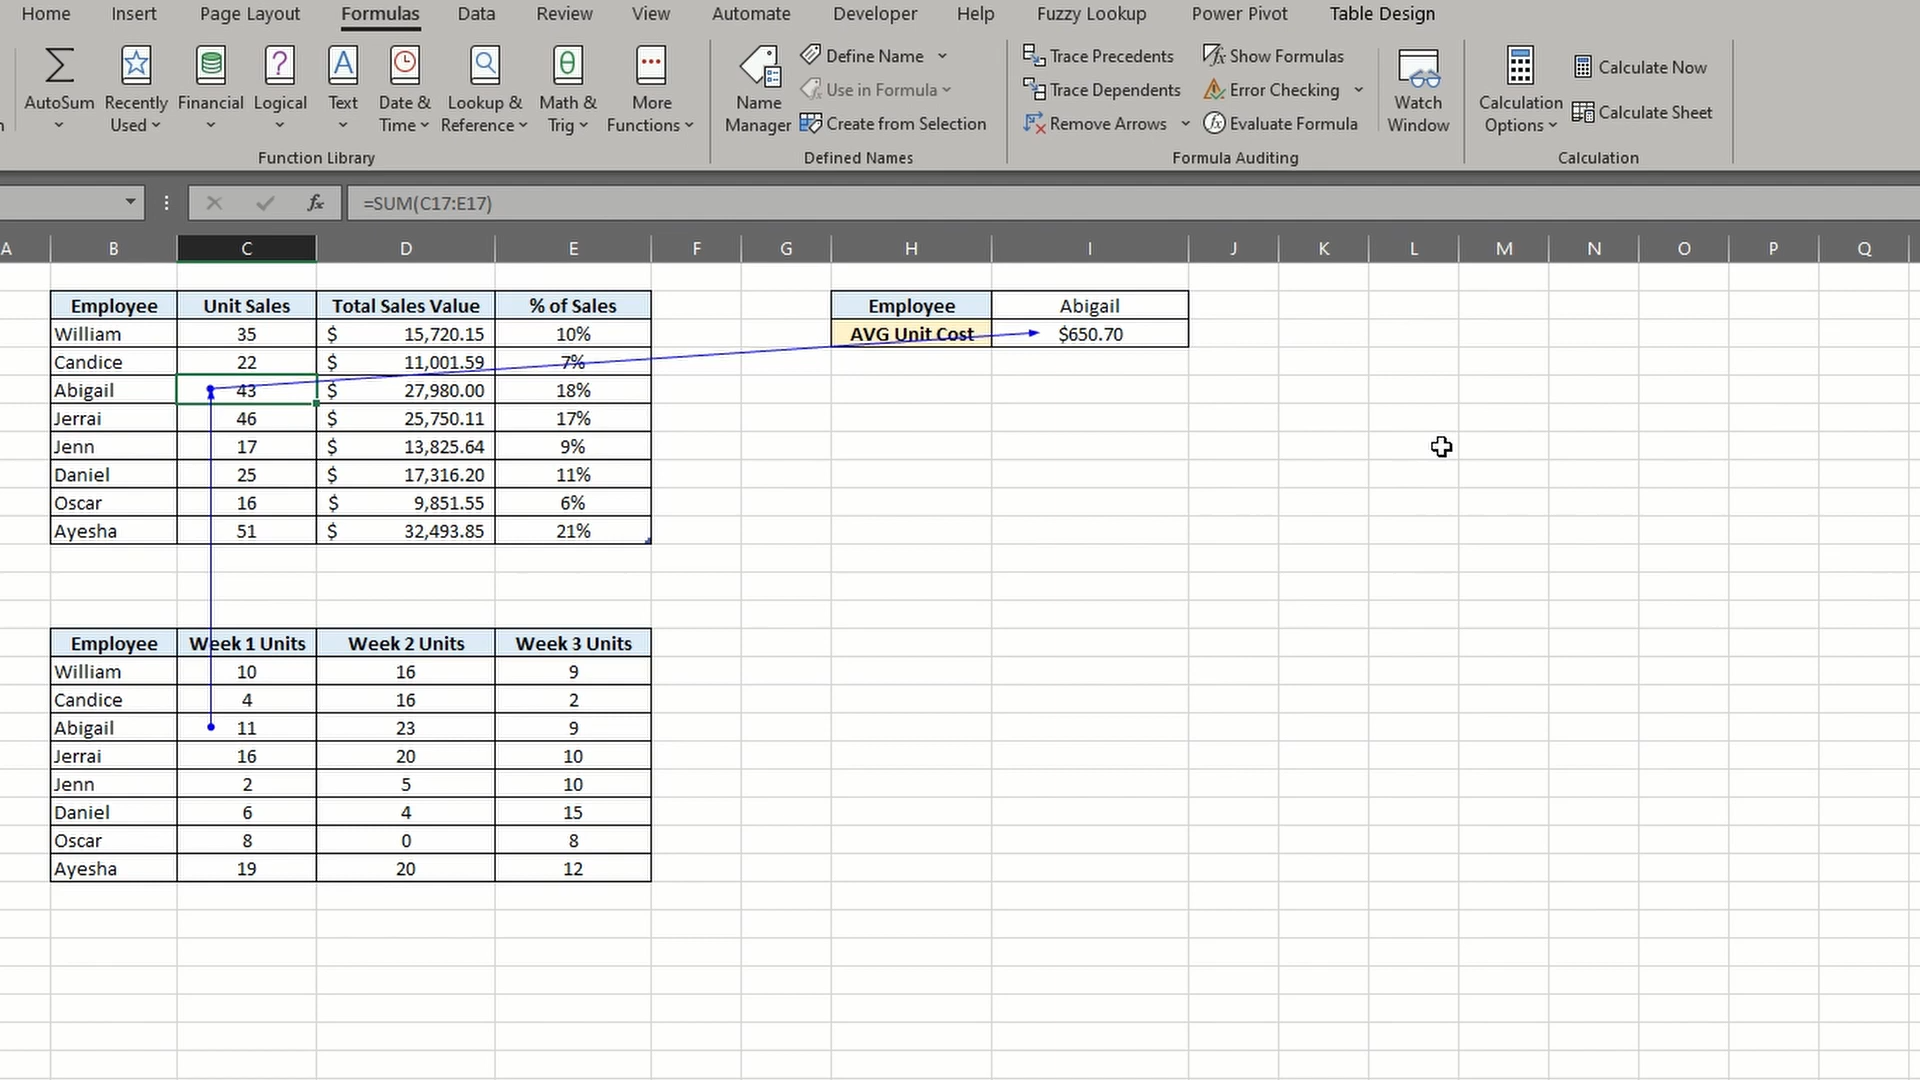 Home Insert Page Layout Formulas Data Review View Automate Developer Help Fuzzy Lookup Power Pivot Table Design
AutoSum Recently Used Financial Logical Text Date & Time Lookup & Reference Math & Trig More Functions
Function Library
Name Manager Define Name
Use in Formula
Create from Selection
Defined Names
Trace Precedents Show Formulas
Trace Dependents Error Checking
Remove Arrows Evaluate Formula
Formula Auditing
Watch Window
Calculation Options Calculate Now
Calculate Sheet
Calculation
fx =SUM(C17:E17)
A B C D E F G H I J K L M N O P Q
Employee Unit Sales Total Sales Value % of Sales Employee Abigail
William 35 $ 15,720.15 10% AVG Unit Cost $650.70
Candice 22 $ 11,001.59 7%
Abigail 43 $ 27,980.00 18%
Jerrai 46 $ 25,750.11 17%
Jenn 17 $ 13,825.64 9%
Daniel 25 $ 17,316.20 11%
Oscar 16 $ 9,851.55 6%
Ayesha 51 $ 32,493.85 21%
Employee Week 1 Units Week 2 Units Week 3 Units
William 10 16 9
Candice 4 16 2
Abigail 11 23 9
Jerrai 16 20 10
Jenn 2 5 10
Daniel 6 4 15
Oscar 8 0 8
Ayesha 19 20 12